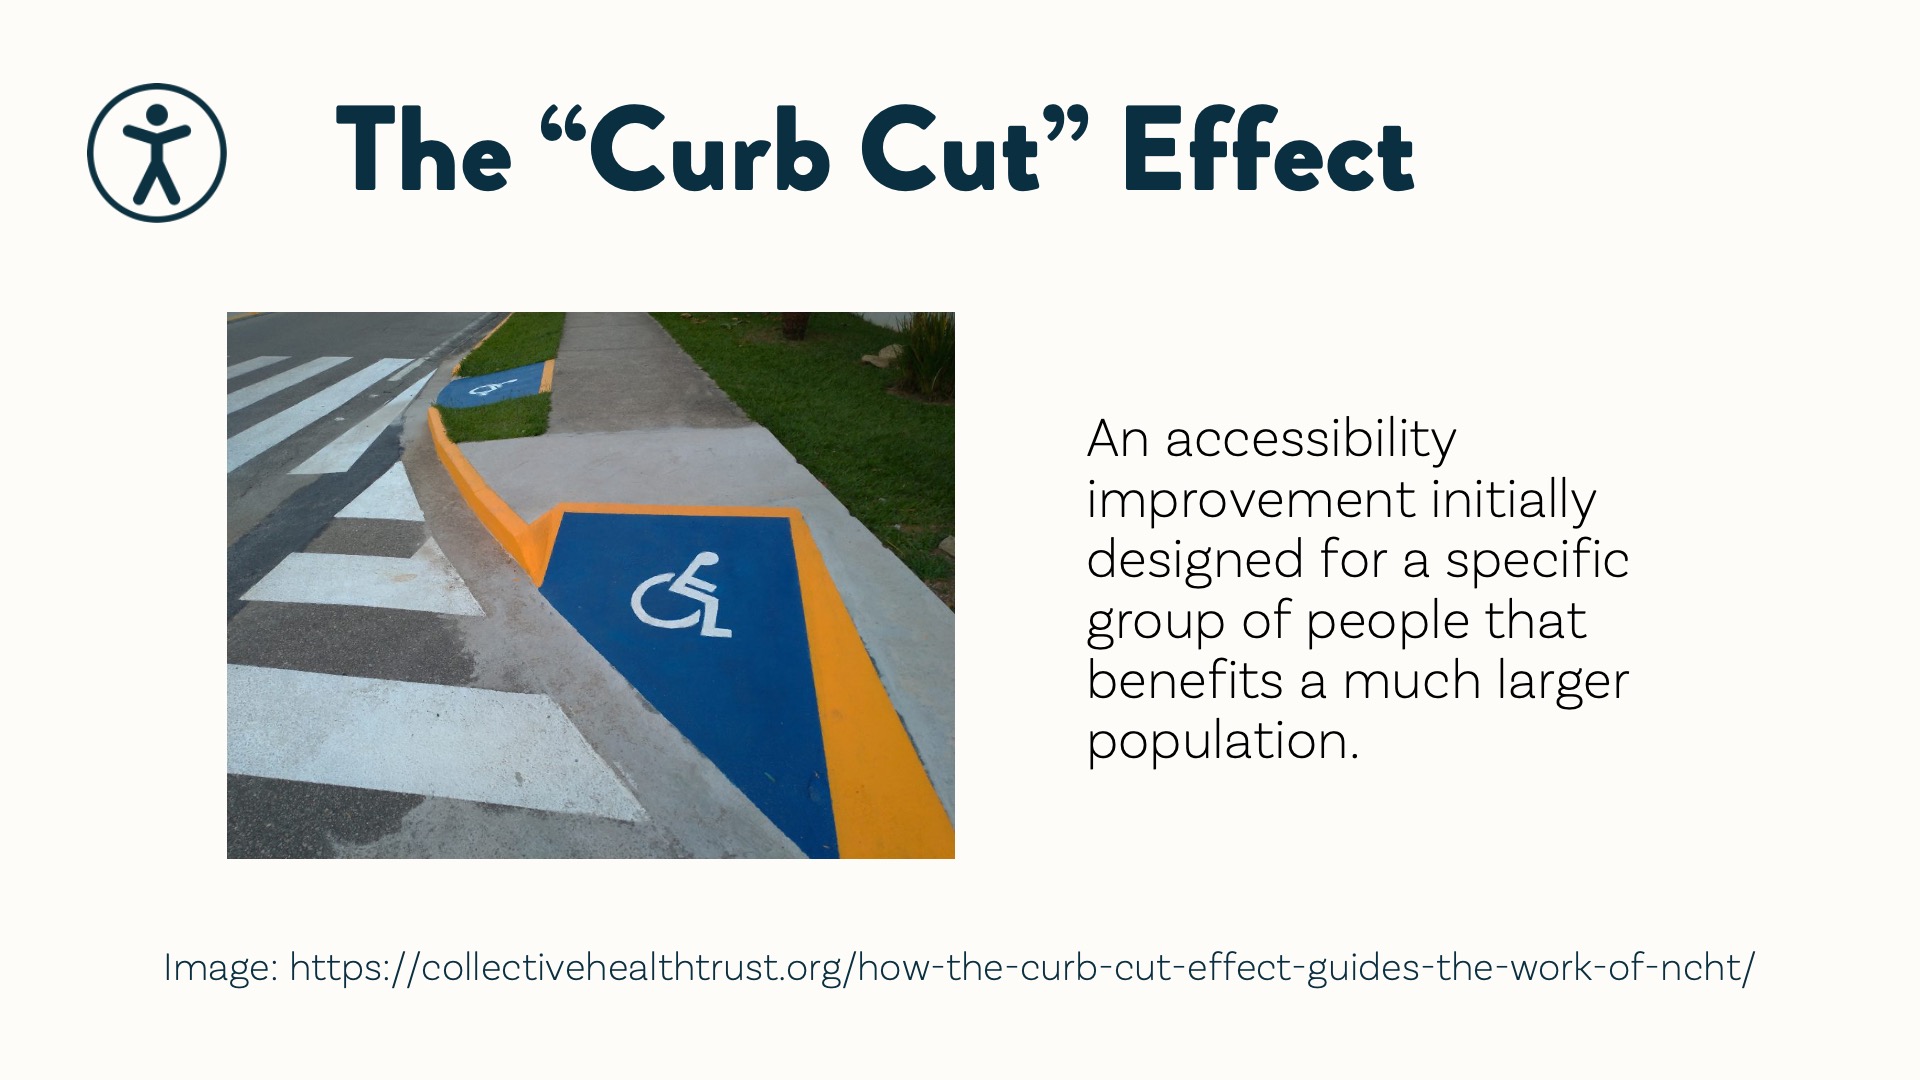 The “Curb Cut” Effect
An accessibility
improvement initially
designed for a specific
group of people that
benefits a much larger
population.
Image: https://collectivehealthtrust.org/how-the-curb-cut-effect-guides-the-work-of-ncht/